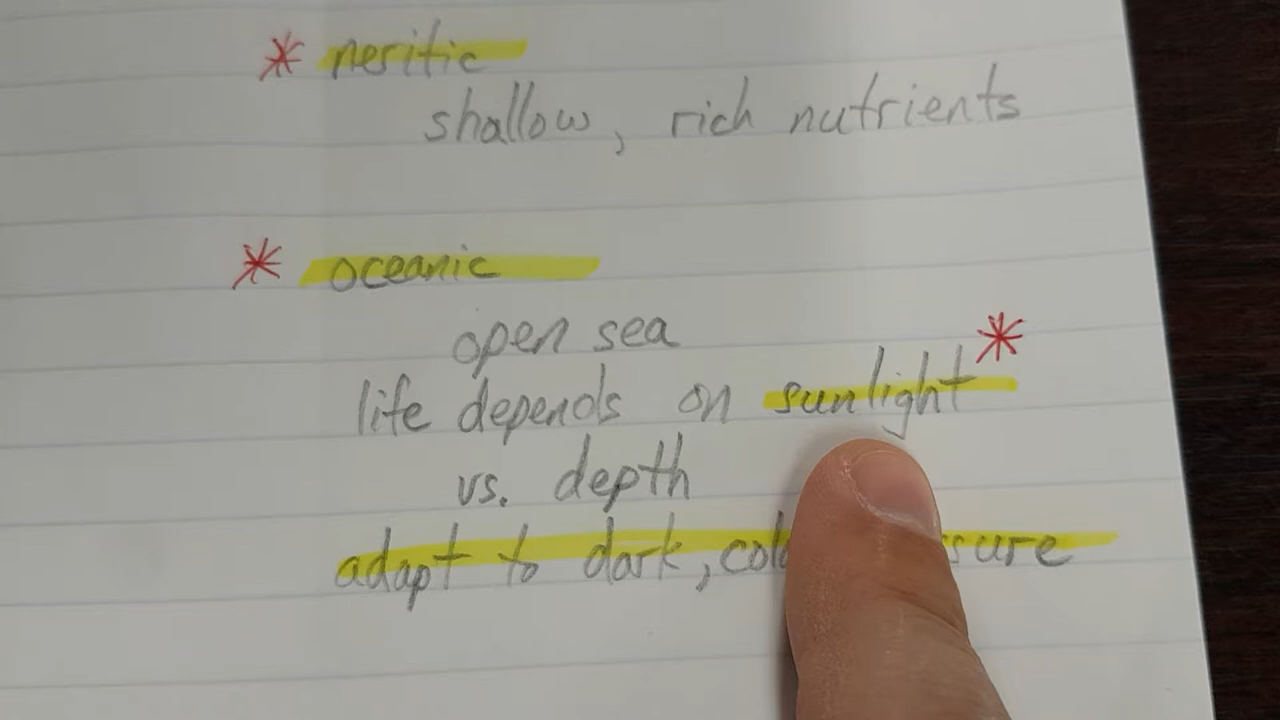 * neritic
shallow, rich nutrients
* oceanic
open sea
life depends on sunlight *
vs. depth
adapt to dark,